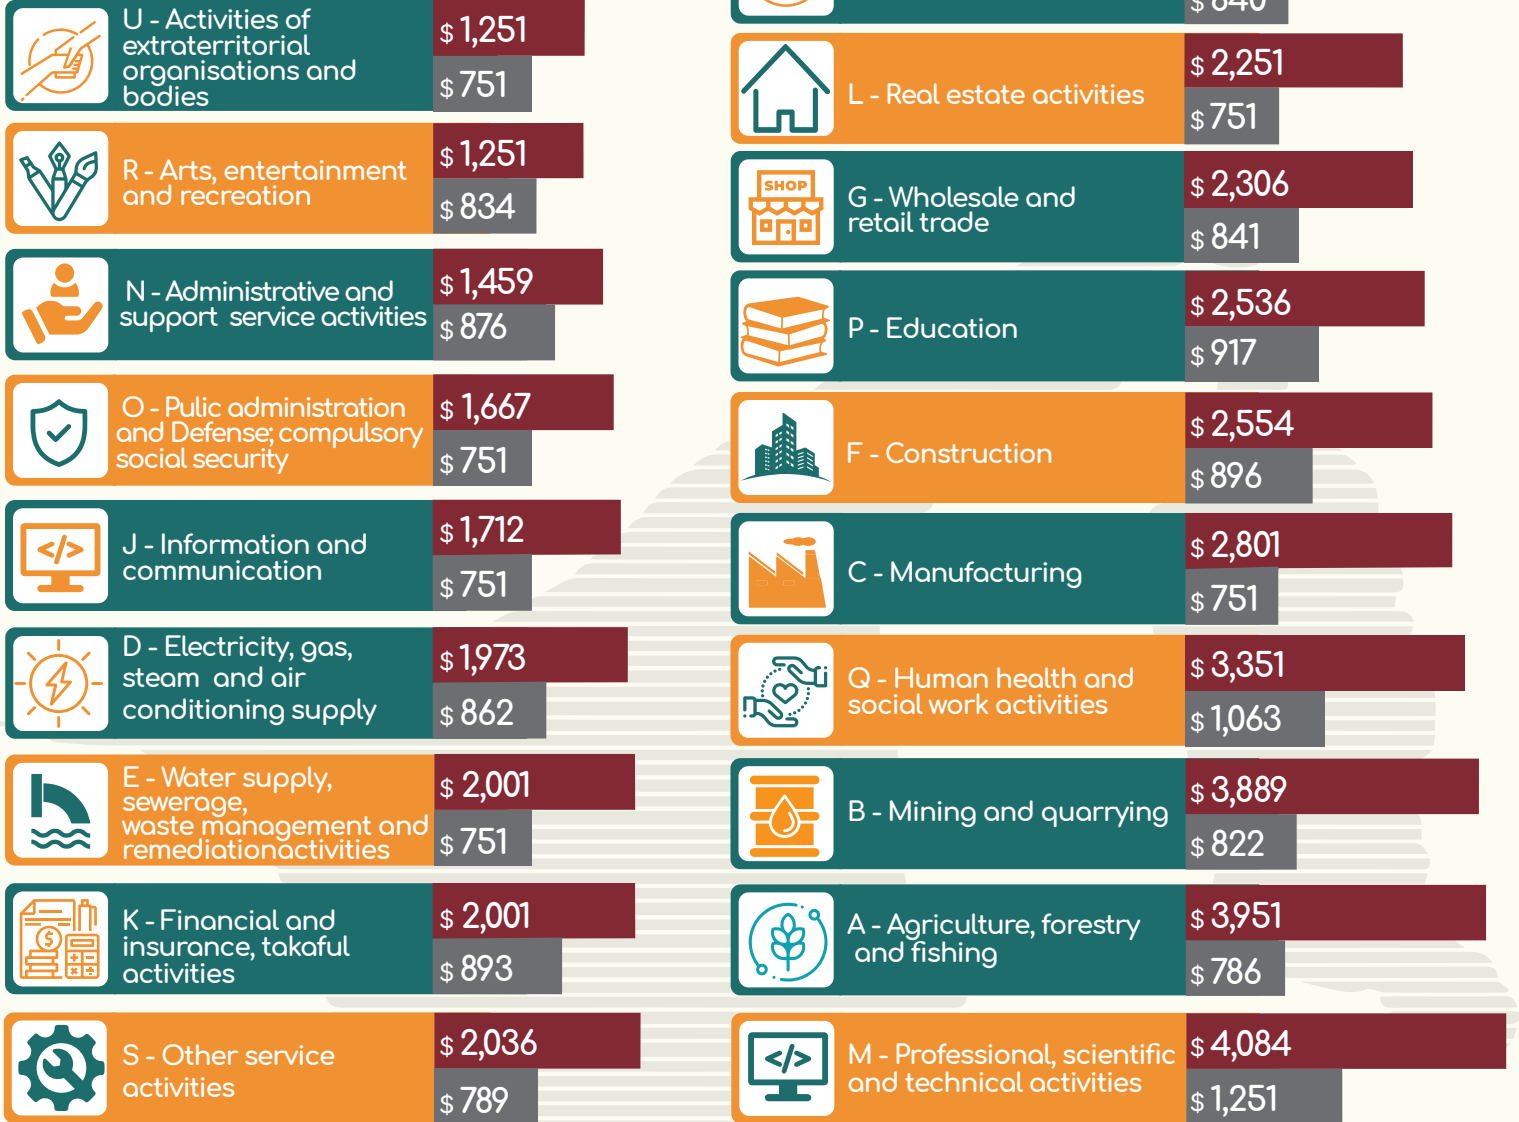 U - Activities of
extraterritorial
organisations and
bodies
$ 1,251
$ 751
R - Arts, entertainment
and recreation
$ 1,251
$ 834
N - Administrative and
support service activities
$ 1,459
$ 876
O - Pulic administration
and Defense; compulsory
social security
$ 1,667
$ 751
</>
J - Information and
communication
$ 1,712
$ 751
D - Electricity, gas,
steam and air
conditioning supply
$ 1,973
$ 862
E - Water supply,
sewerage,
waste management and
remediationactivities
$ 2,001
$ 751
$
K - Financial and
insurance, takaful
activities
$ 2,001
$ 893
S - Other service
activities
$ 2,036
$ 789
$ 840
L - Real estate activities
$ 2,251
$ 751
SHOP
G - Wholesale and
retail trade
$ 2,306
$ 841
P - Education
$ 2,536
$ 917
F - Construction
$ 2,554
$ 896
C - Manufacturing
$ 2,801
$ 751
Q - Human health and
social work activities
$ 3,351
$ 1,063
B - Mining and quarrying
$ 3,889
$ 822
A - Agriculture, forestry
and fishing
$ 3,951
$ 786
</>
M - Professional, scientific
and technical activities
$ 4,084
$ 1,251